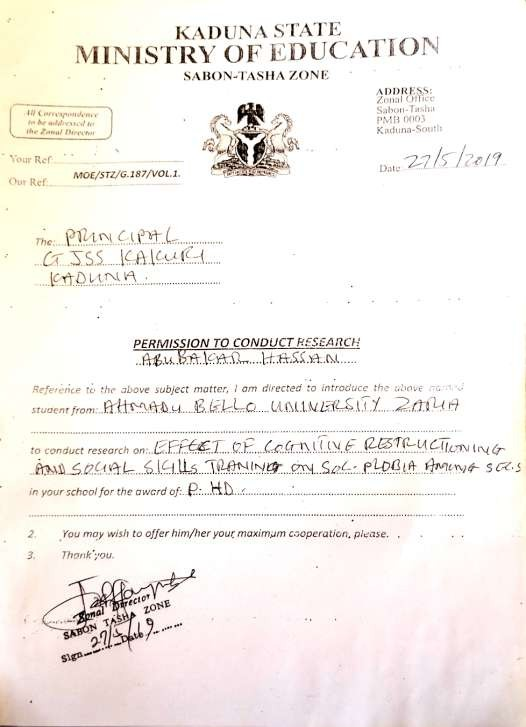 KADUNA STATE
MINISTRY OF EDUCATION
SABON-TASHA ZONE
All Correspondence
to be addressed to
the Zonal Director
ADDRESS:
Zonal Office
Sabon-Tasha
PMB 0003
Kaduna-South
Your Ref:
Our Ref: MOE/STZ/G.187/VOL.1.
Date: 27/5/2019
The: PRINCIPAL
GJSS KAKURI
KADUNA.
PERMISSION TO CONDUCT RESEARCH
ABUBAKAR HASSAN
Reference to the above subject matter, I am directed to introduce the above named
student from: AHMADU BELLO UNIVERSITY ZARIA
to conduct research on: EFFECT OF COGNITIVE RESTRUCTIONING
AND SOCIAL SKILLS TRANING ON SOC. PHOBIA AMONG SEC.S
in your school for the award of: P. HD.
2. You may wish to offer him/her your maximum cooperation, please.
3. Thank you.
Zonal Director
SABON TASHA ZONE
Sign Date 27/5/19